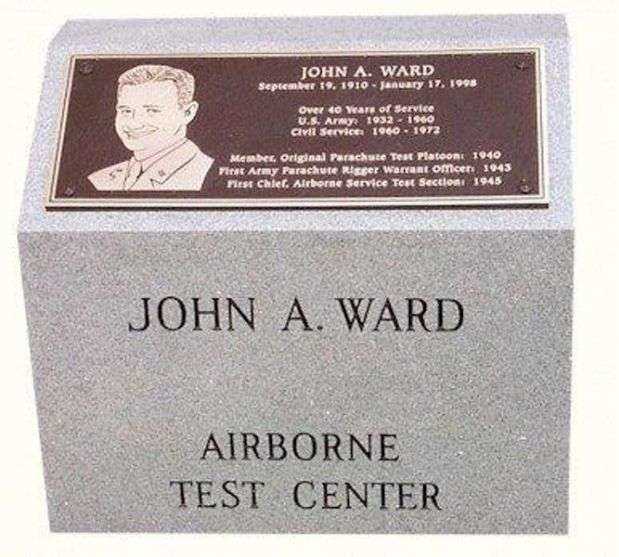 JOHN A. WARD
September 19, 1910 - January 17, 1998
Over 40 Years of Service
U.S. Army: 1932 - 1960
Civil Service: 1960 - 1972
Member, Original Parachute Test Platoon: 1940
First Army Parachute Rigger Warrant Officer: 1943
First Chief, Airborne Service Test Section: 1945
JOHN A. WARD
AIRBORNE
TEST CENTER